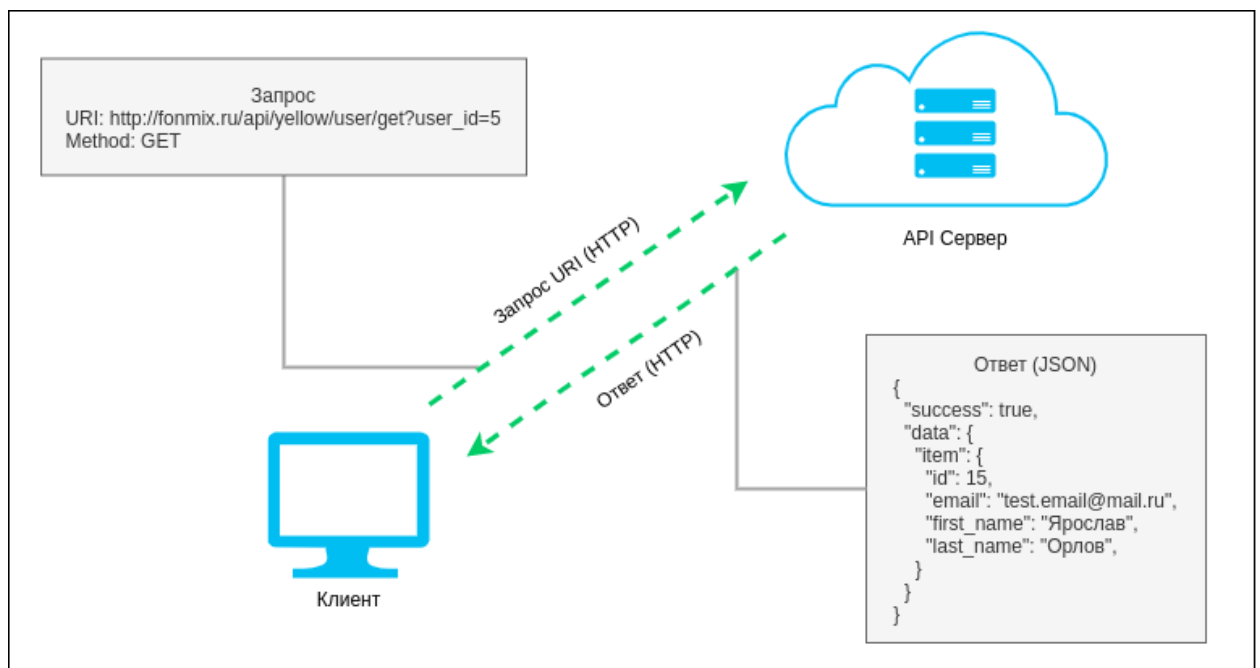 Запрос
URI: http://fonmix.ru/api/yellow/user/get?user_id=5
Method: GET
API Сервер
Запрос URI (HTTP)
Ответ (HTTP)
Ответ (JSON)
{
"success": true,
"data": {
"item": {
"id": 15,
"email": "test.email@mail.ru",
"first_name": "Ярослав",
"last_name": "Орлов",
}
}
}
Клиент